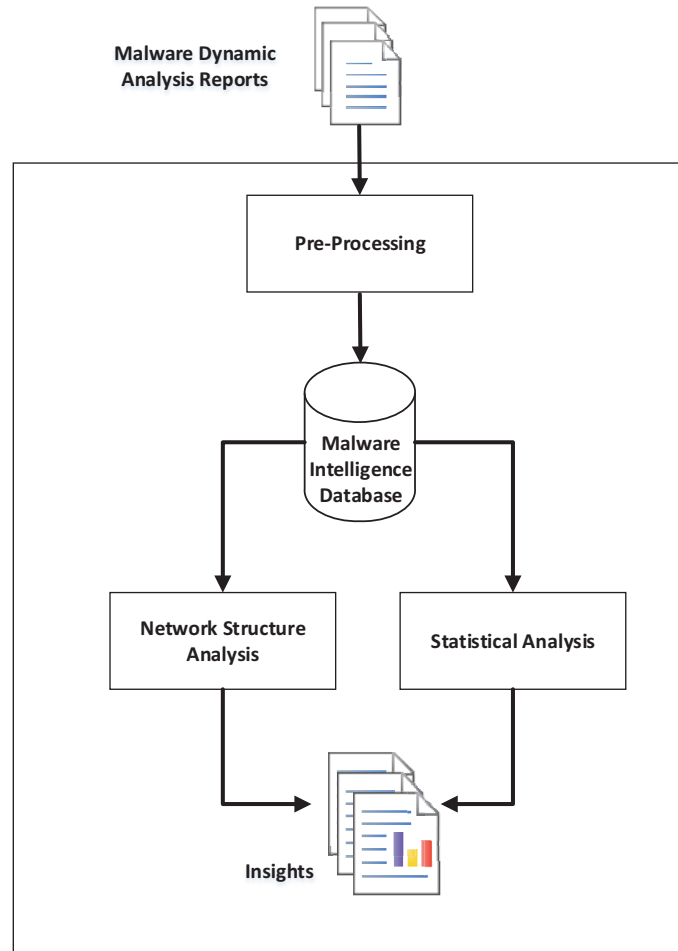 Malware Dynamic
Analysis Reports
Pre-Processing
Malware
Intelligence
Database
Network Structure
Analysis
Statistical Analysis
Insights